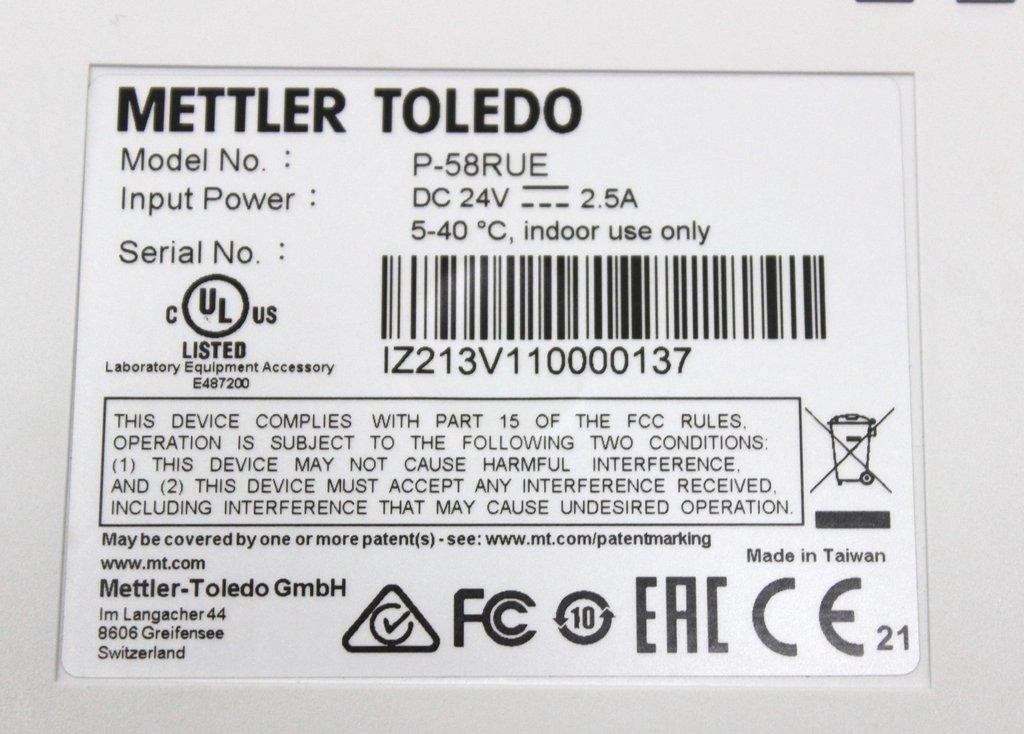 METTLER TOLEDO
Model No. : P-58RUE
Input Power : DC 24V 2.5A
5-40 °C, indoor use only
Serial No. :
C UL US
LISTED
Laboratory Equipment Accessory
E487200
IZ213V110000137
THIS DEVICE COMPLIES WITH PART 15 OF THE FCC RULES.
OPERATION IS SUBJECT TO THE FOLLOWING TWO CONDITIONS:
(1) THIS DEVICE MAY NOT CAUSE HARMFUL INTERFERENCE,
AND (2) THIS DEVICE MUST ACCEPT ANY INTERFERENCE RECEIVED,
INCLUDING INTERFERENCE THAT MAY CAUSE UNDESIRED OPERATION.
May be covered by one or more patent(s) - see: www.mt.com/patentmarking
www.mt.com
Made in Taiwan
Mettler-Toledo GmbH
Im Langacher 44
8606 Greifensee
Switzerland
FC 10 EAC CE 21